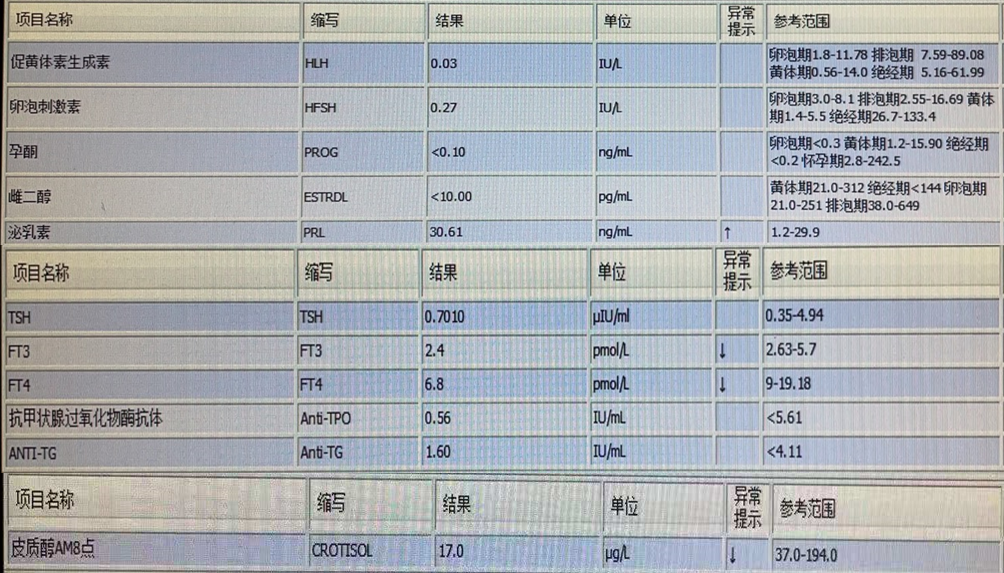 项目名称 缩写 结果 单位 异常提示 参考范围
促黄体素生成素 HLH 0.03 IU/L 卵泡期1.8-11.78 排泡期 7.59-89.08
黄体期0.56-14.0 绝经期 5.16-61.99
卵泡刺激素 HFSH 0.27 IU/L 卵泡期3.0-8.1 排泡期2.55-16.69 黄体
期1.4-5.5 绝经期26.7-133.4
孕酮 PROG <0.10 ng/mL 卵泡期<0.3 黄体期1.2-15.90 绝经期
<0.2 怀孕期2.8-242.5
雌二醇 ESTRDL <10.00 pg/mL 黄体期21.0-312 绝经期<144 卵泡期
21.0-251 排泡期38.0-649
泌乳素 PRL 30.61 ng/mL ↑ 1.2-29.9
项目名称 缩写 结果 单位 异常提示 参考范围
TSH TSH 0.7010 μIU/ml 0.35-4.94
FT3 FT3 2.4 pmol/L ↓ 2.63-5.7
FT4 FT4 6.8 pmol/L ↓ 9-19.18
抗甲状腺过氧化物酶抗体 Anti-TPO 0.56 IU/mL <5.61
ANTI-TG Anti-TG 1.60 IU/mL <4.11
项目名称 缩写 结果 单位 异常提示 参考范围
皮质醇AM8点 CROTISOL 17.0 μg/L ↓ 37.0-194.0